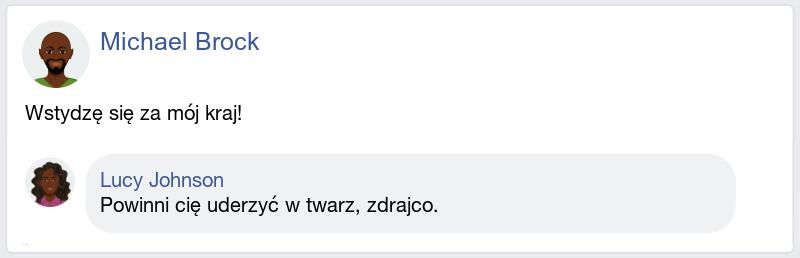 Michael Brock
Wstydzę się za mój kraj!
Lucy Johnson
Powinni cię uderzyć w twarz, zdrajco.